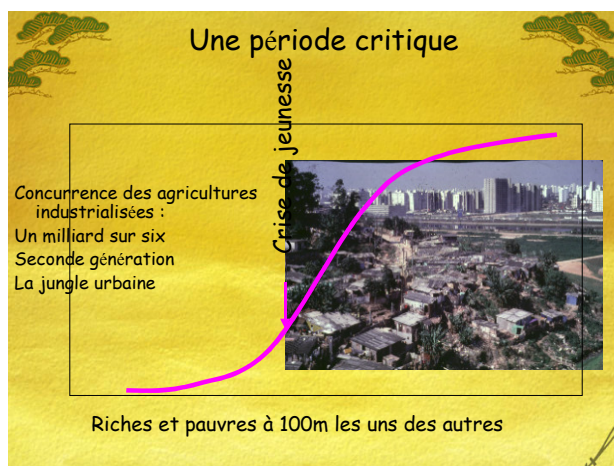 Une période critique
Crise de jeunesse
Concurrence des agricultures
industrialisées :
Un milliard sur six
Seconde génération
La jungle urbaine
Riches et pauvres à 100m les uns des autres